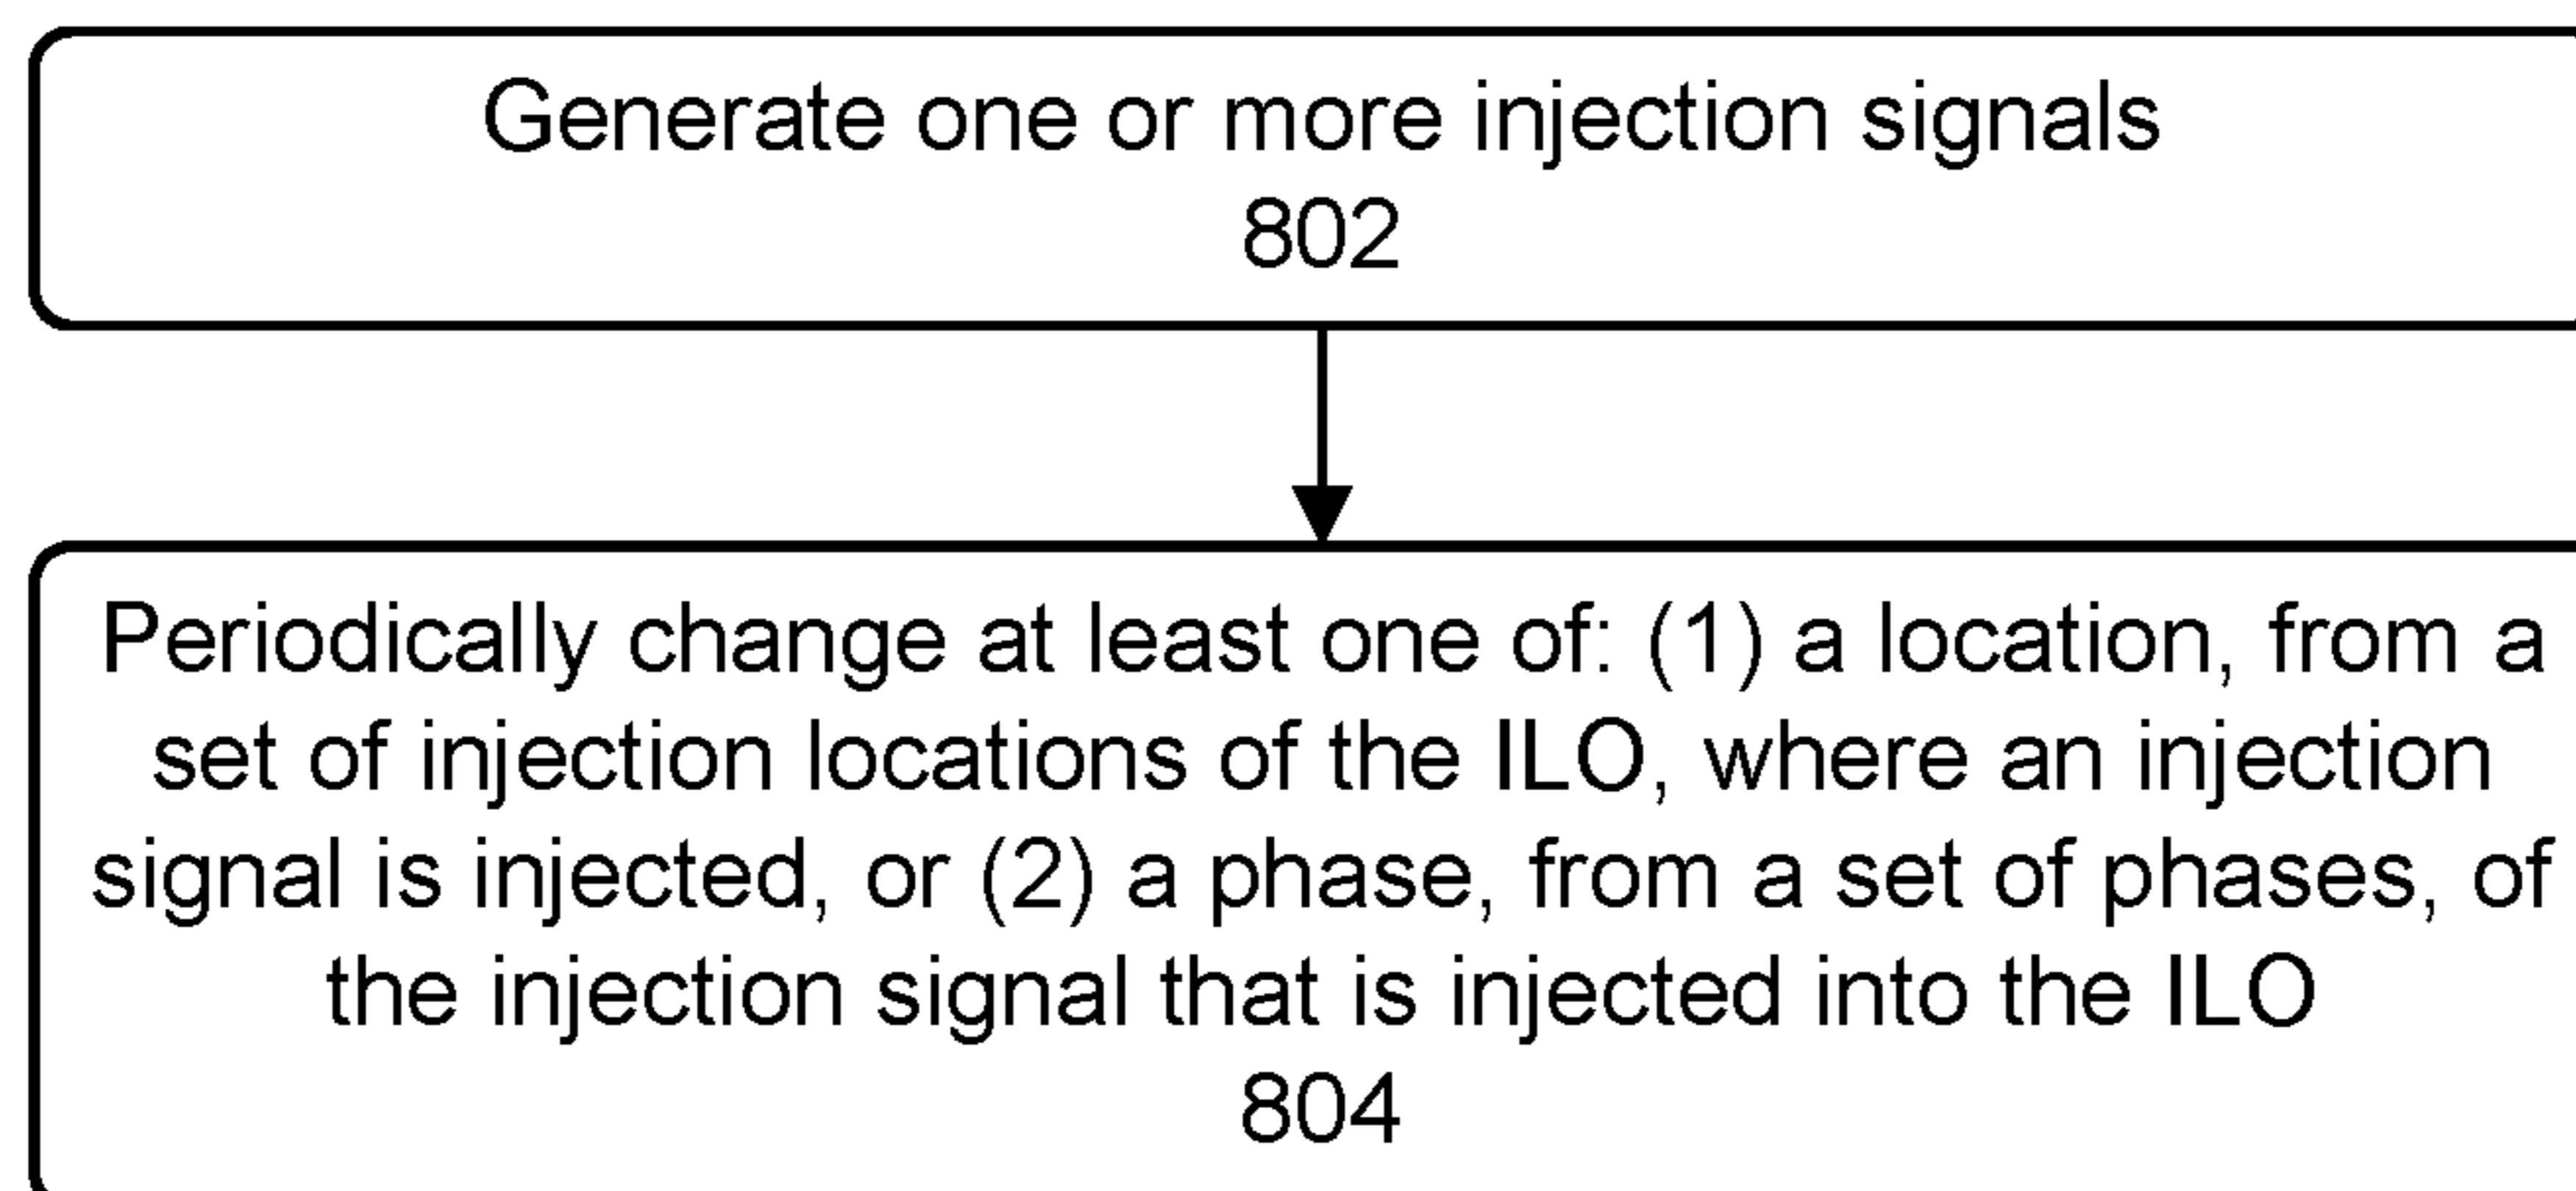 Generate one or more injection signals
802
Periodically change at least one of: (1) a location, from a
set of injection locations of the ILO, where an injection
signal is injected, or (2) a phase, from a set of phases, of
the injection signal that is injected into the ILO
804